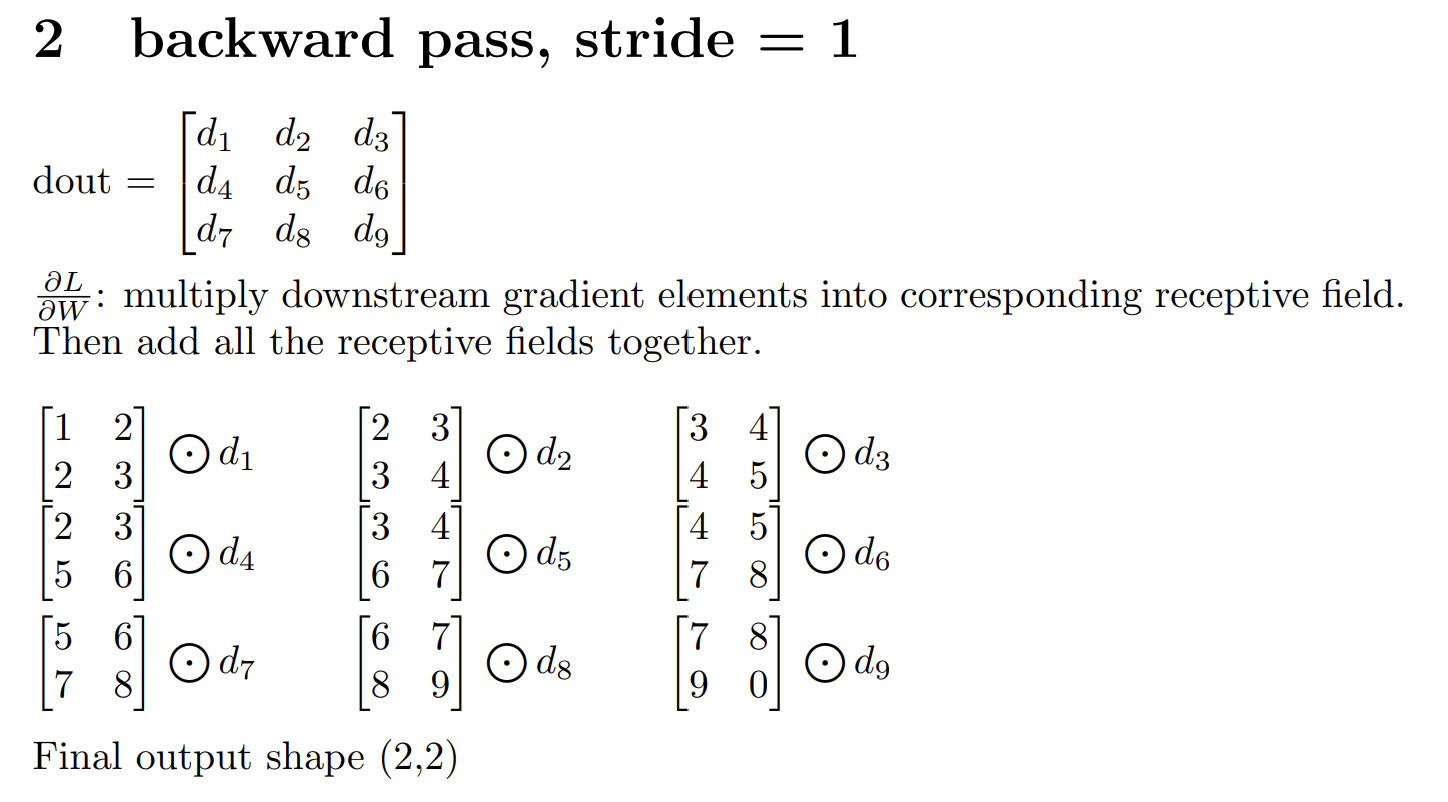 2 backward pass, stride = 1
dout = [d₁ d₂ d₃
d₄ d₅ d₆
d₇ d₈ d₉]
∂L/∂W: multiply downstream gradient elements into corresponding receptive field.
Then add all the receptive fields together.
[1 2; 2 3] ⊙ d₁ [2 3; 3 4] ⊙ d₂ [3 4; 4 5] ⊙ d₃
[2 3; 5 6] ⊙ d₄ [3 4; 6 7] ⊙ d₅ [4 5; 7 8] ⊙ d₆
[5 6; 7 8] ⊙ d₇ [6 7; 8 9] ⊙ d₈ [7 8; 9 0] ⊙ d₉
Final output shape (2,2)